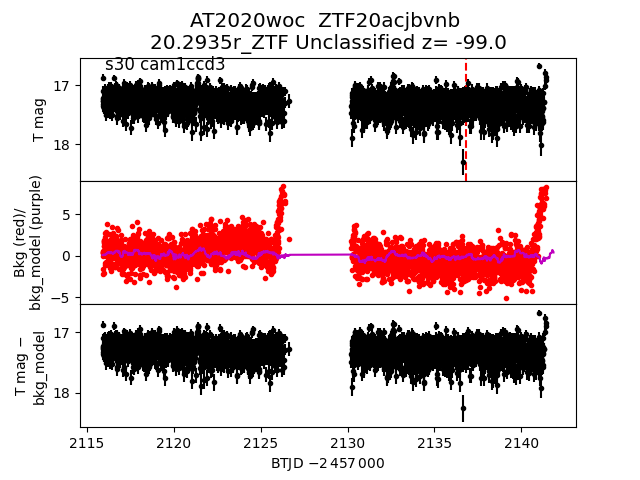 AT2020woc  ZTF20acjbvnb
20.2935r_ZTF Unclassified z= -99.0
s30 cam1ccd3
17
18
T mag
5
0
−5
Bkg (red)/
bkg_model (purple)
17
18
T mag −
bkg_model
2115
2120
2125
2130
2135
2140
BTJD −2 457 000